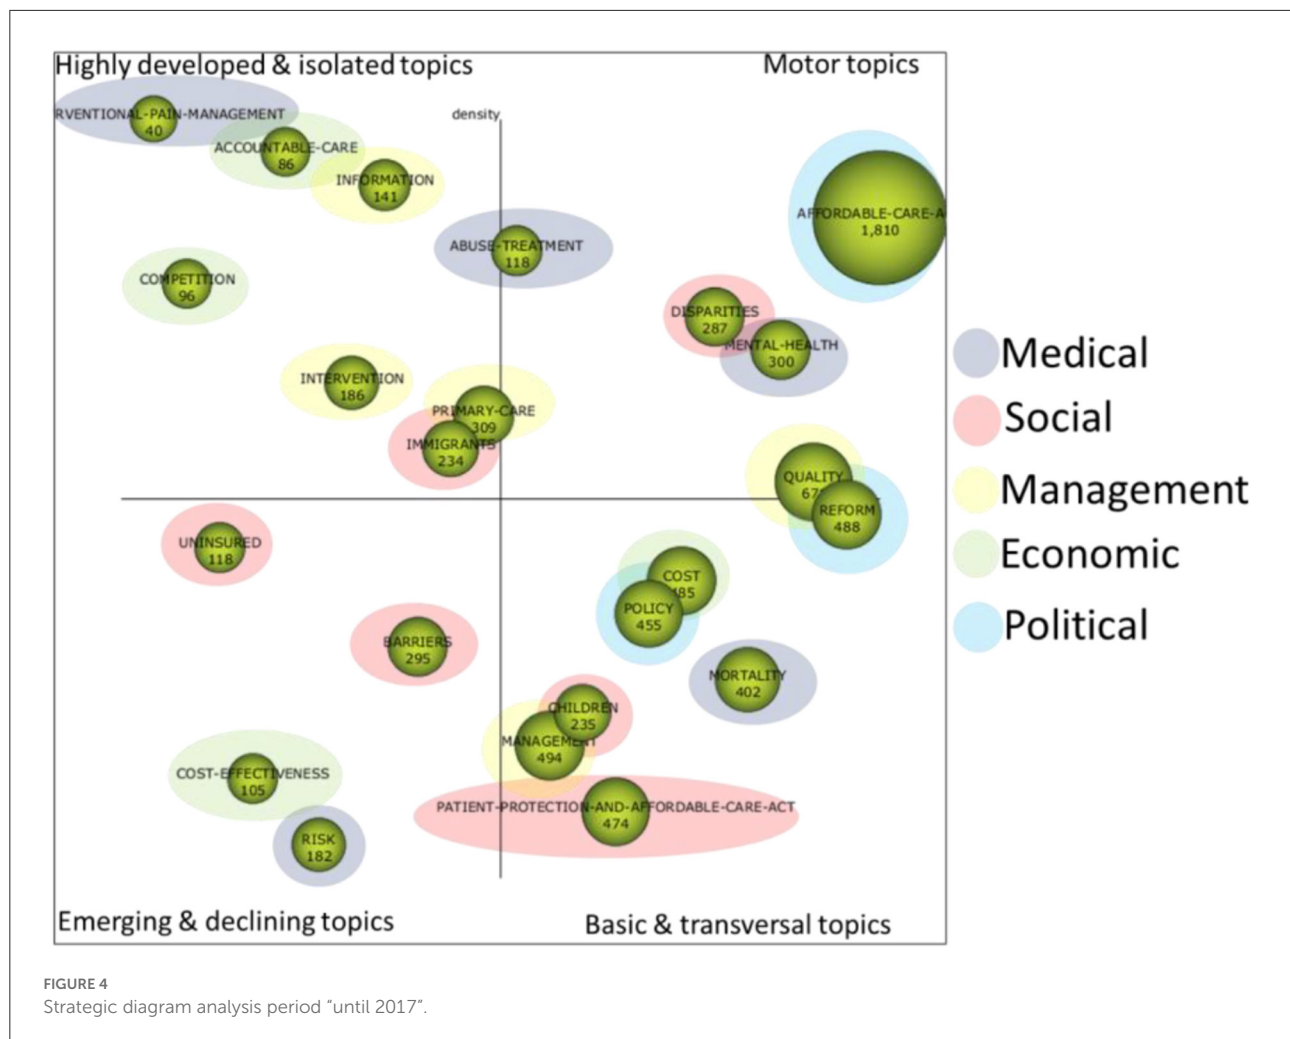 Highly developed & isolated topics
Motor topics
density
RVENTIONAL-PAIN-MANAGEMENT
40
ACCOUNTABLE-CARE
86
INFORMATION
141
AFFORDABLE-CARE-A
1,810
ABUSE-TREATMENT
118
COMPETITION
96
DISPARITIES
287
MENTAL-HEALTH
300
INTERVENTION
186
PRIMARY-CARE
309
IMMIGRANTS
234
QUALITY
REFORM
488
UNINSURED
118
COST
POLICY
455
BARRIERS
295
MORTALITY
402
CHILDREN
235
MANAGEMENT
494
COST-EFFECTIVENESS
105
PATIENT-PROTECTION-AND-AFFORDABLE-CARE-ACT
474
RISK
182
Emerging & declining topics
Basic & transversal topics
Medical
Social
Management
Economic
Political
FIGURE 4
Strategic diagram analysis period “until 2017”.